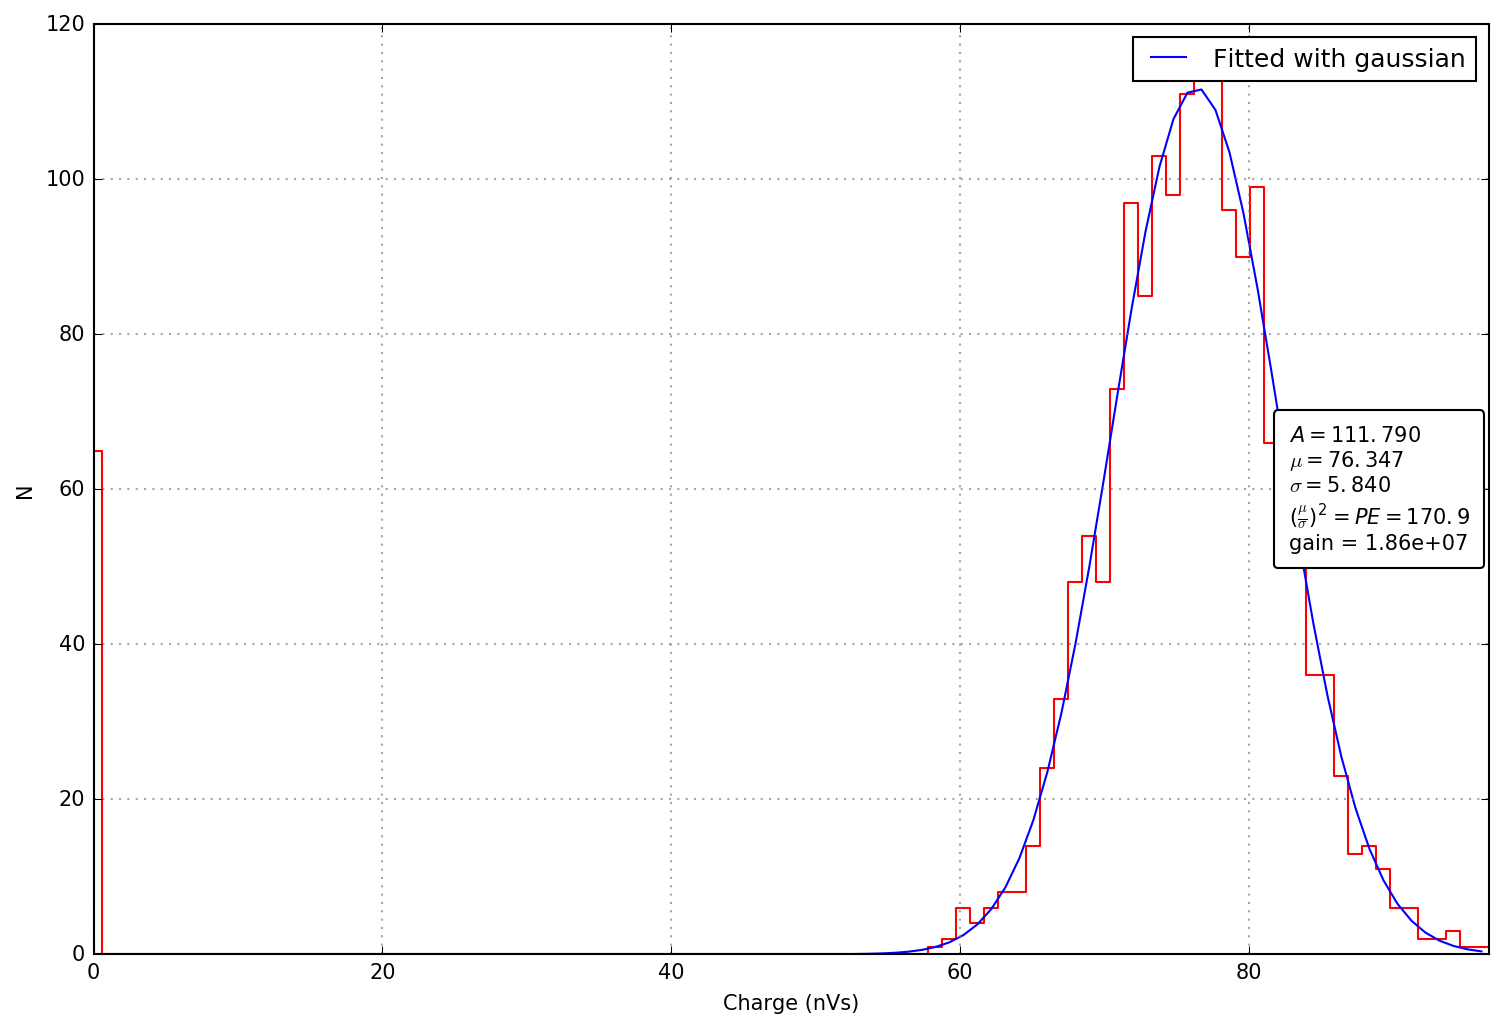 120
100
80
60
40
20
0
N
0 20 40 60 80
Charge (nVs)
Fitted with gaussian
A = 111.790
μ = 76.347
σ = 5.840
(μ/σ)² = PE = 170.9
gain = 1.86e+07